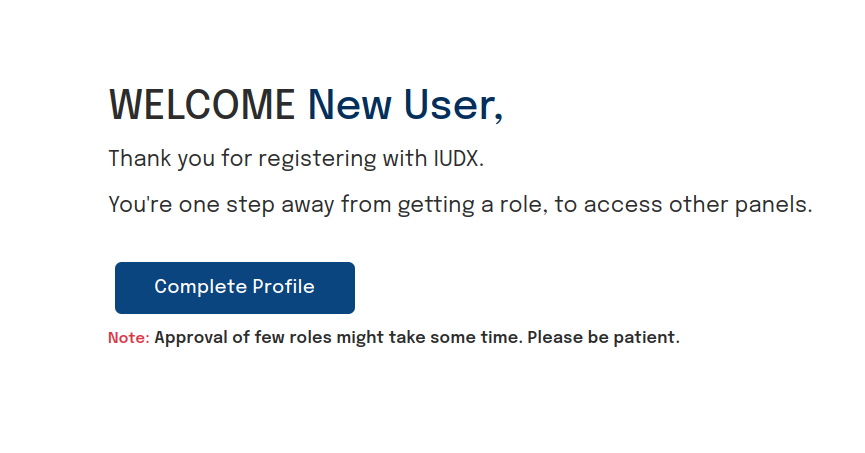 WELCOME New User,
Thank you for registering with IUDX.
You're one step away from getting a role, to access other panels.
Complete Profile
Note: Approval of few roles might take some time. Please be patient.